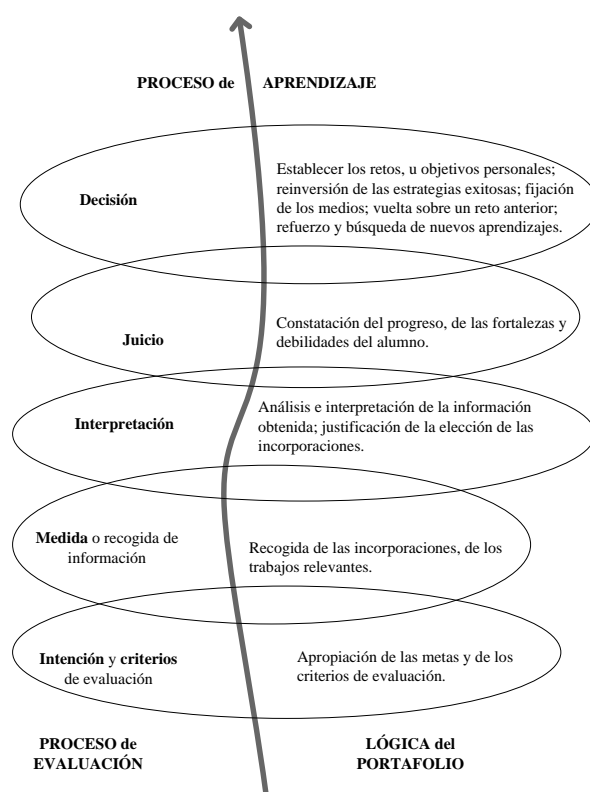 PROCESO de APRENDIZAJE
Decisión
Establecer los retos, u objetivos personales;
reinversión de las estrategias exitosas; fijación
de los medios; vuelta sobre un reto anterior;
refuerzo y búsqueda de nuevos aprendizajes.
Juicio
Constatación del progreso, de las fortalezas y
debilidades del alumno.
Interpretación
Análisis e interpretación de la información
obtenida; justificación de la elección de las
incorporaciones.
Medida o recogida de
información
Recogida de las incorporaciones, de los
trabajos relevantes.
Intención y criterios
de evaluación
Apropiación de las metas y de los
criterios de evaluación.
PROCESO de
EVALUACIÓN
LÓGICA del
PORTAFOLIO